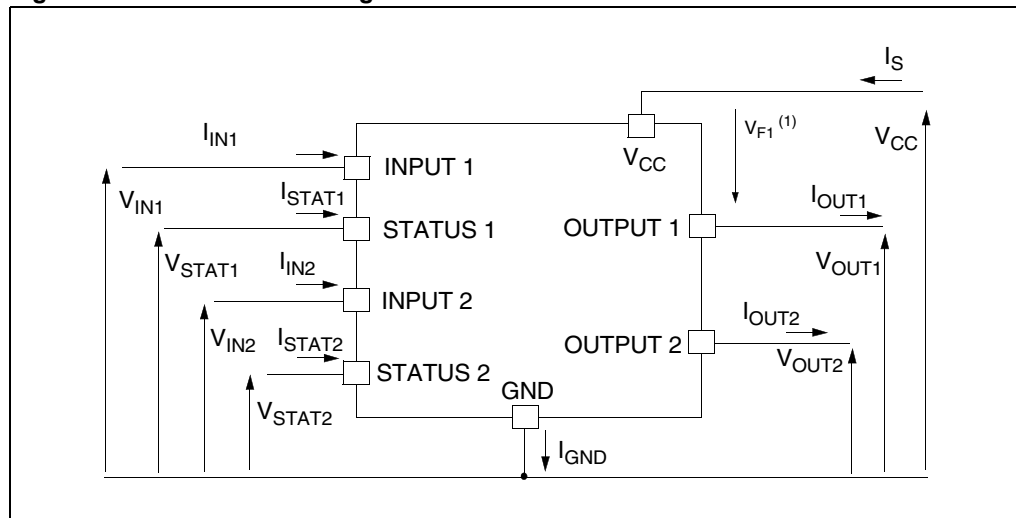 I_S
V_F1 (1)
V_CC
V_CC
I_IN1
INPUT 1
V_IN1
I_STAT1
STATUS 1
OUTPUT 1
I_OUT1
V_OUT1
V_STAT1
I_IN2
INPUT 2
V_IN2
I_STAT2
STATUS 2
OUTPUT 2
I_OUT2
V_OUT2
V_STAT2
GND
I_GND